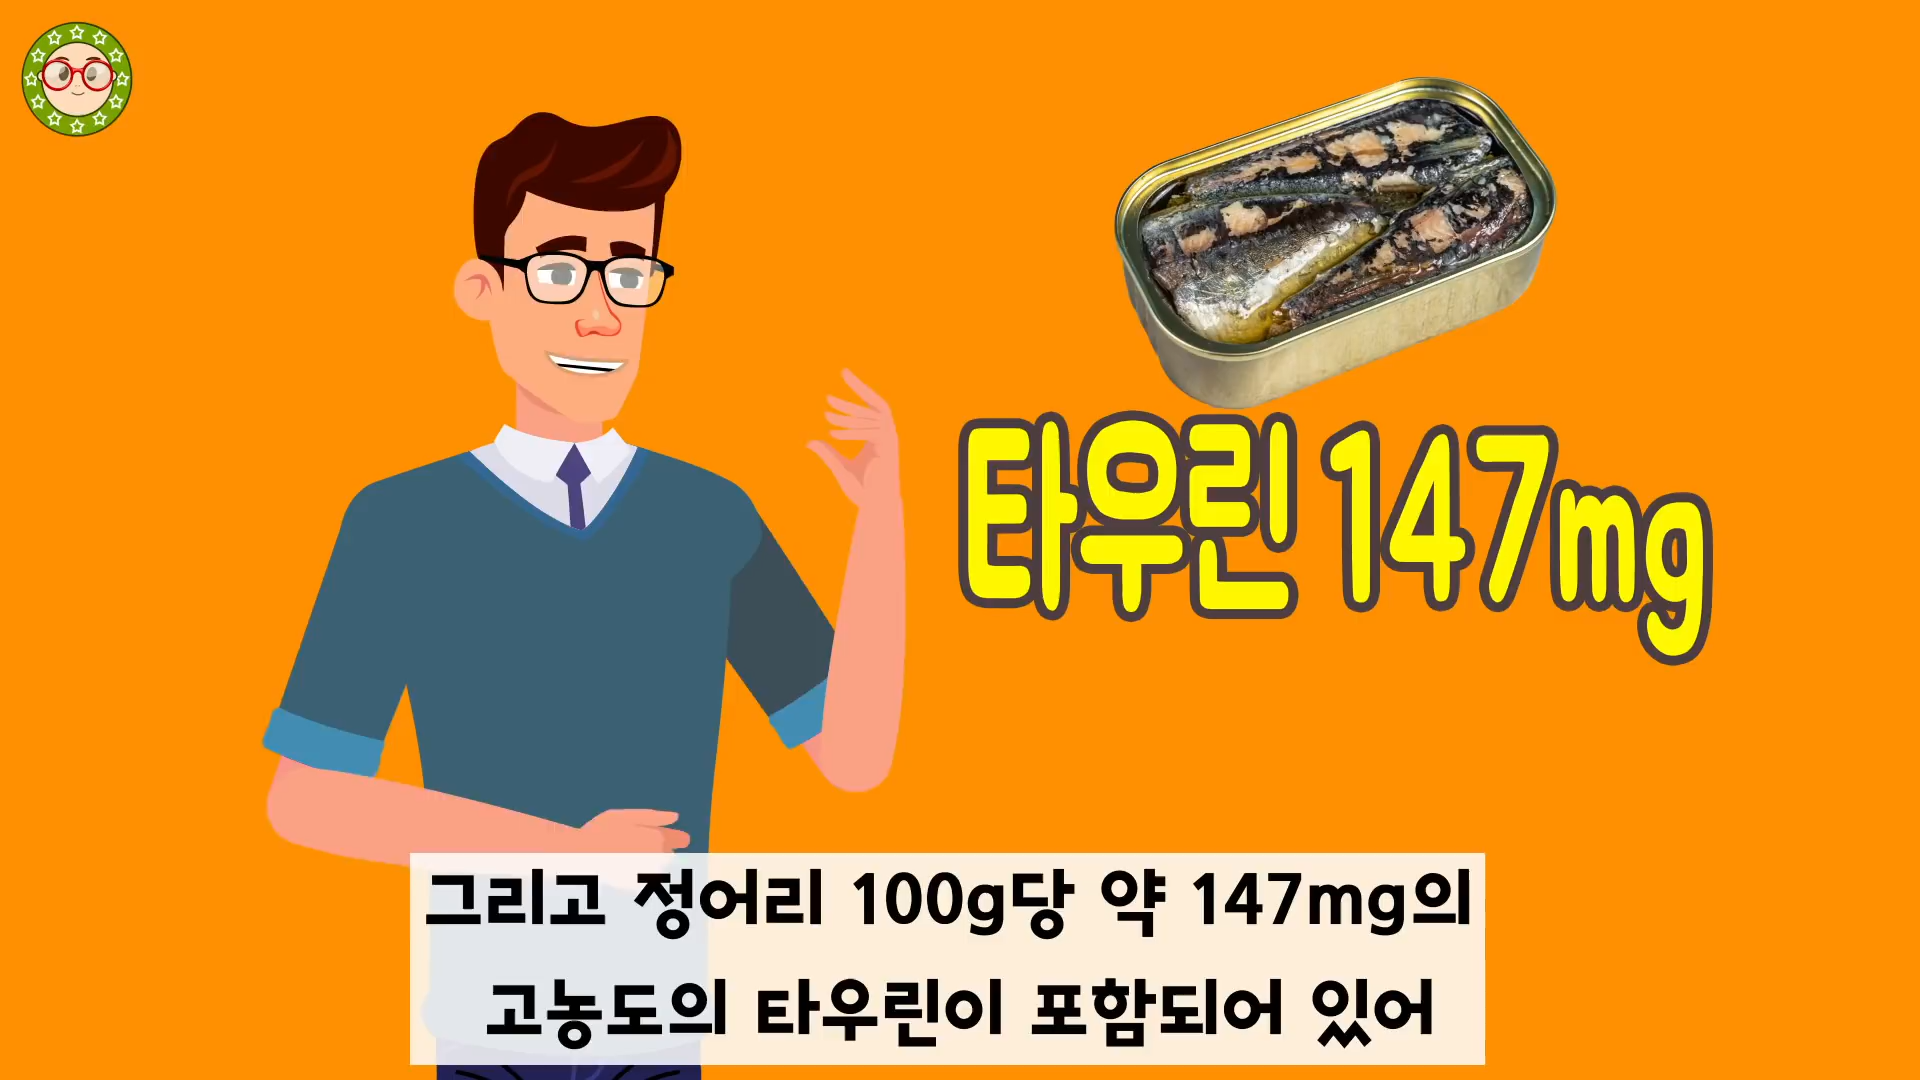 타우린 147mg
그리고 정어리 100g당 약 147mg의
고농도의 타우린이 포함되어 있어